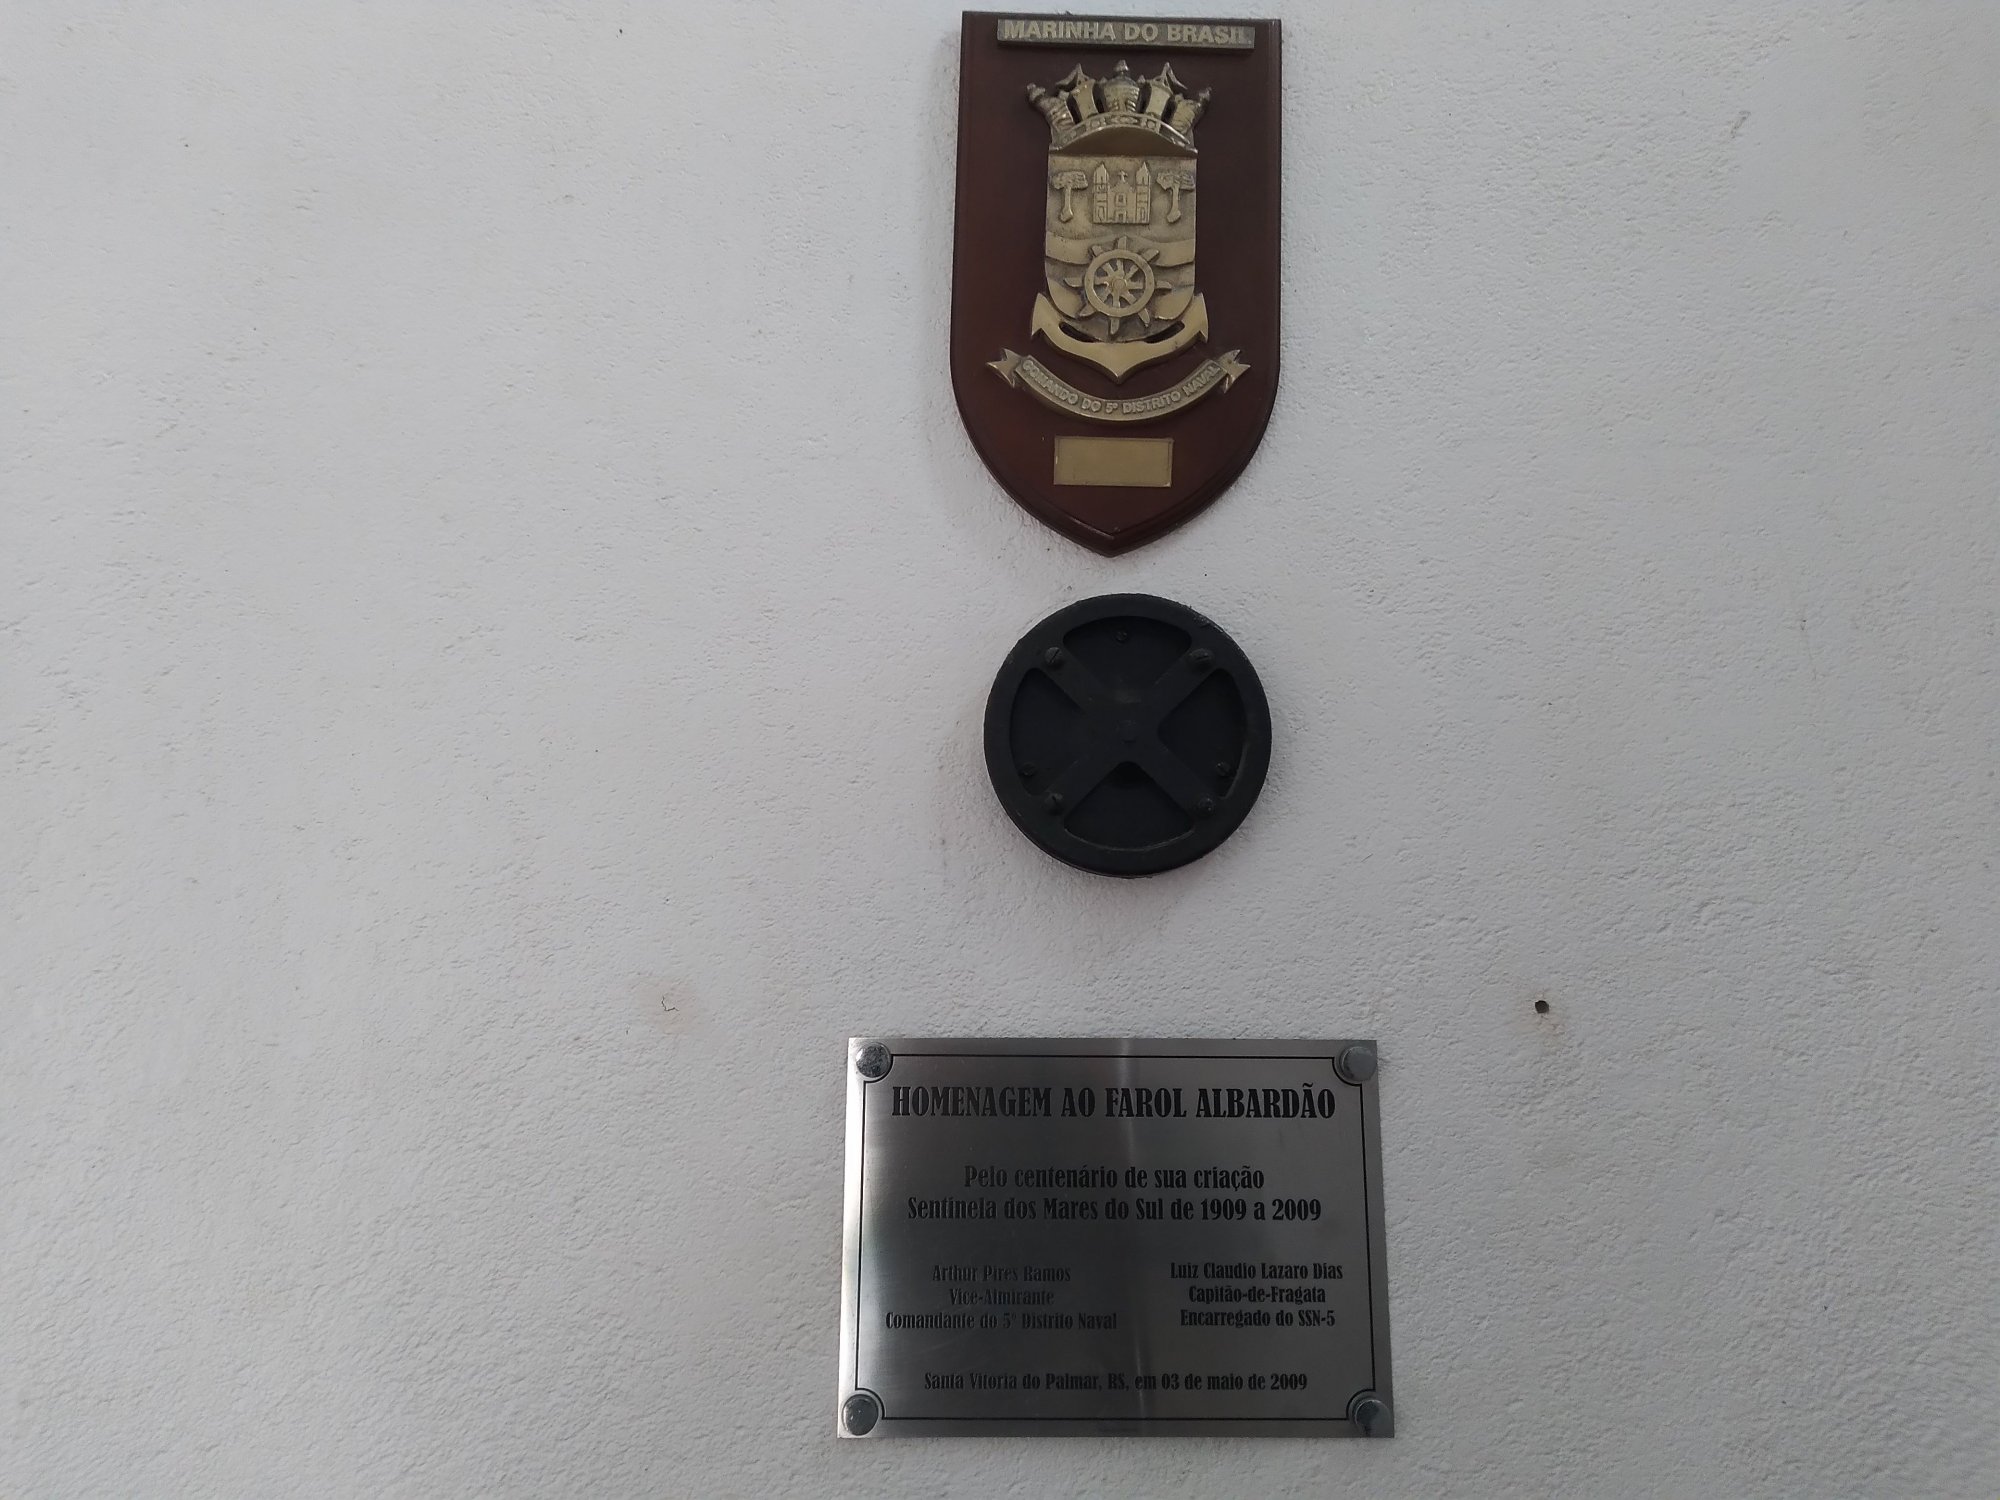 MARINHA DO BRASIL
COMANDO DO 5º DISTRITO NAVAL
HOMENAGEM AO FAROL ALBARDÃO
Pelo centenário de sua criação
Sentinela dos Mares do Sul de 1909 a 2009
Arthur Pires Ramos
Vice-Almirante
Comandante do 5º Distrito Naval
Luiz Claudio Lazaro Dias
Capitão-de-Fragata
Encarregado do SSN-5
Santa Vitoria do Palmar, RS, em 03 de maio de 2009